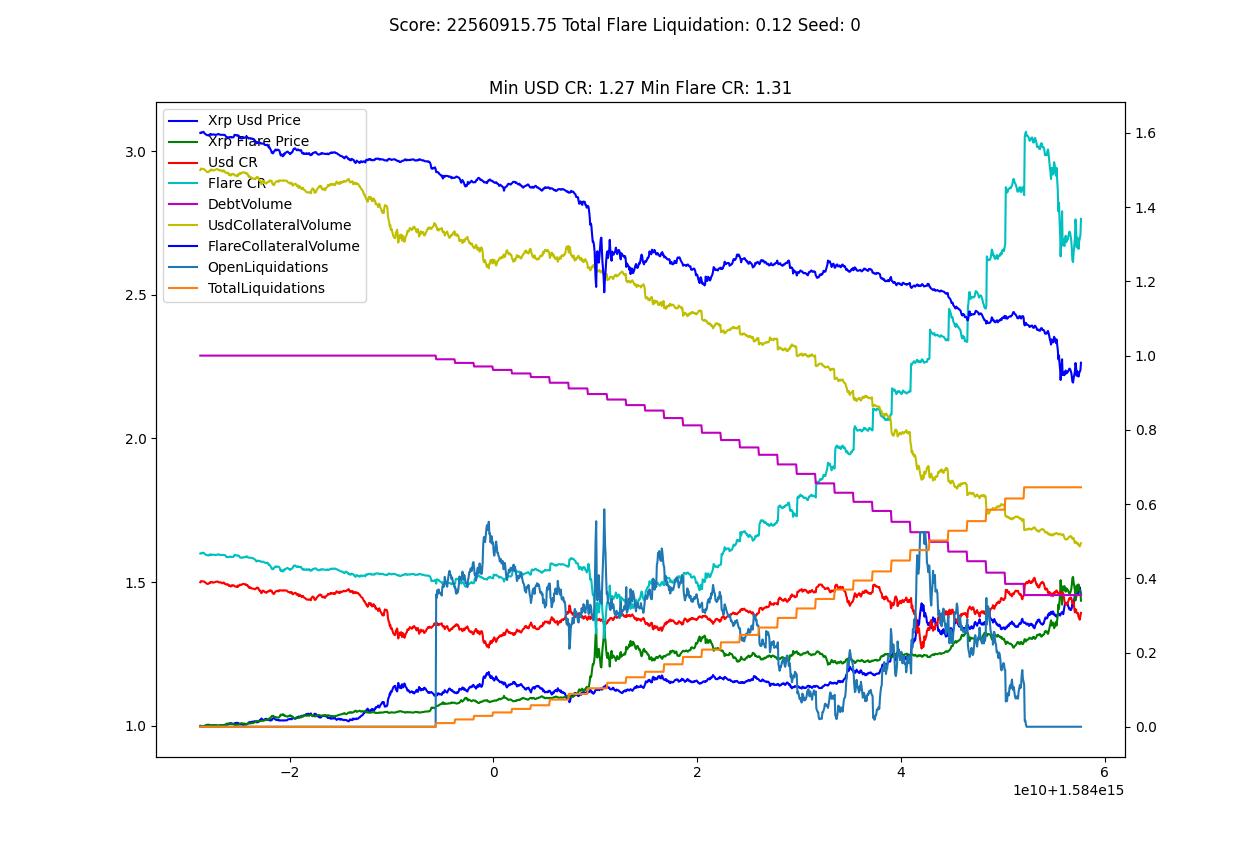 Score: 22560915.75 Total Flare Liquidation: 0.12 Seed: 0
Min USD CR: 1.27 Min Flare CR: 1.31
Xrp Usd Price
Xrp Flare Price
Usd CR
Flare CR
DebtVolume
UsdCollateralVolume
FlareCollateralVolume
OpenLiquidations
TotalLiquidations
3.0
2.5
2.0
1.5
1.0
1.6
1.4
1.2
1.0
0.8
0.6
0.4
0.2
0.0
−2 0 2 4 6
1e10+1.584e15